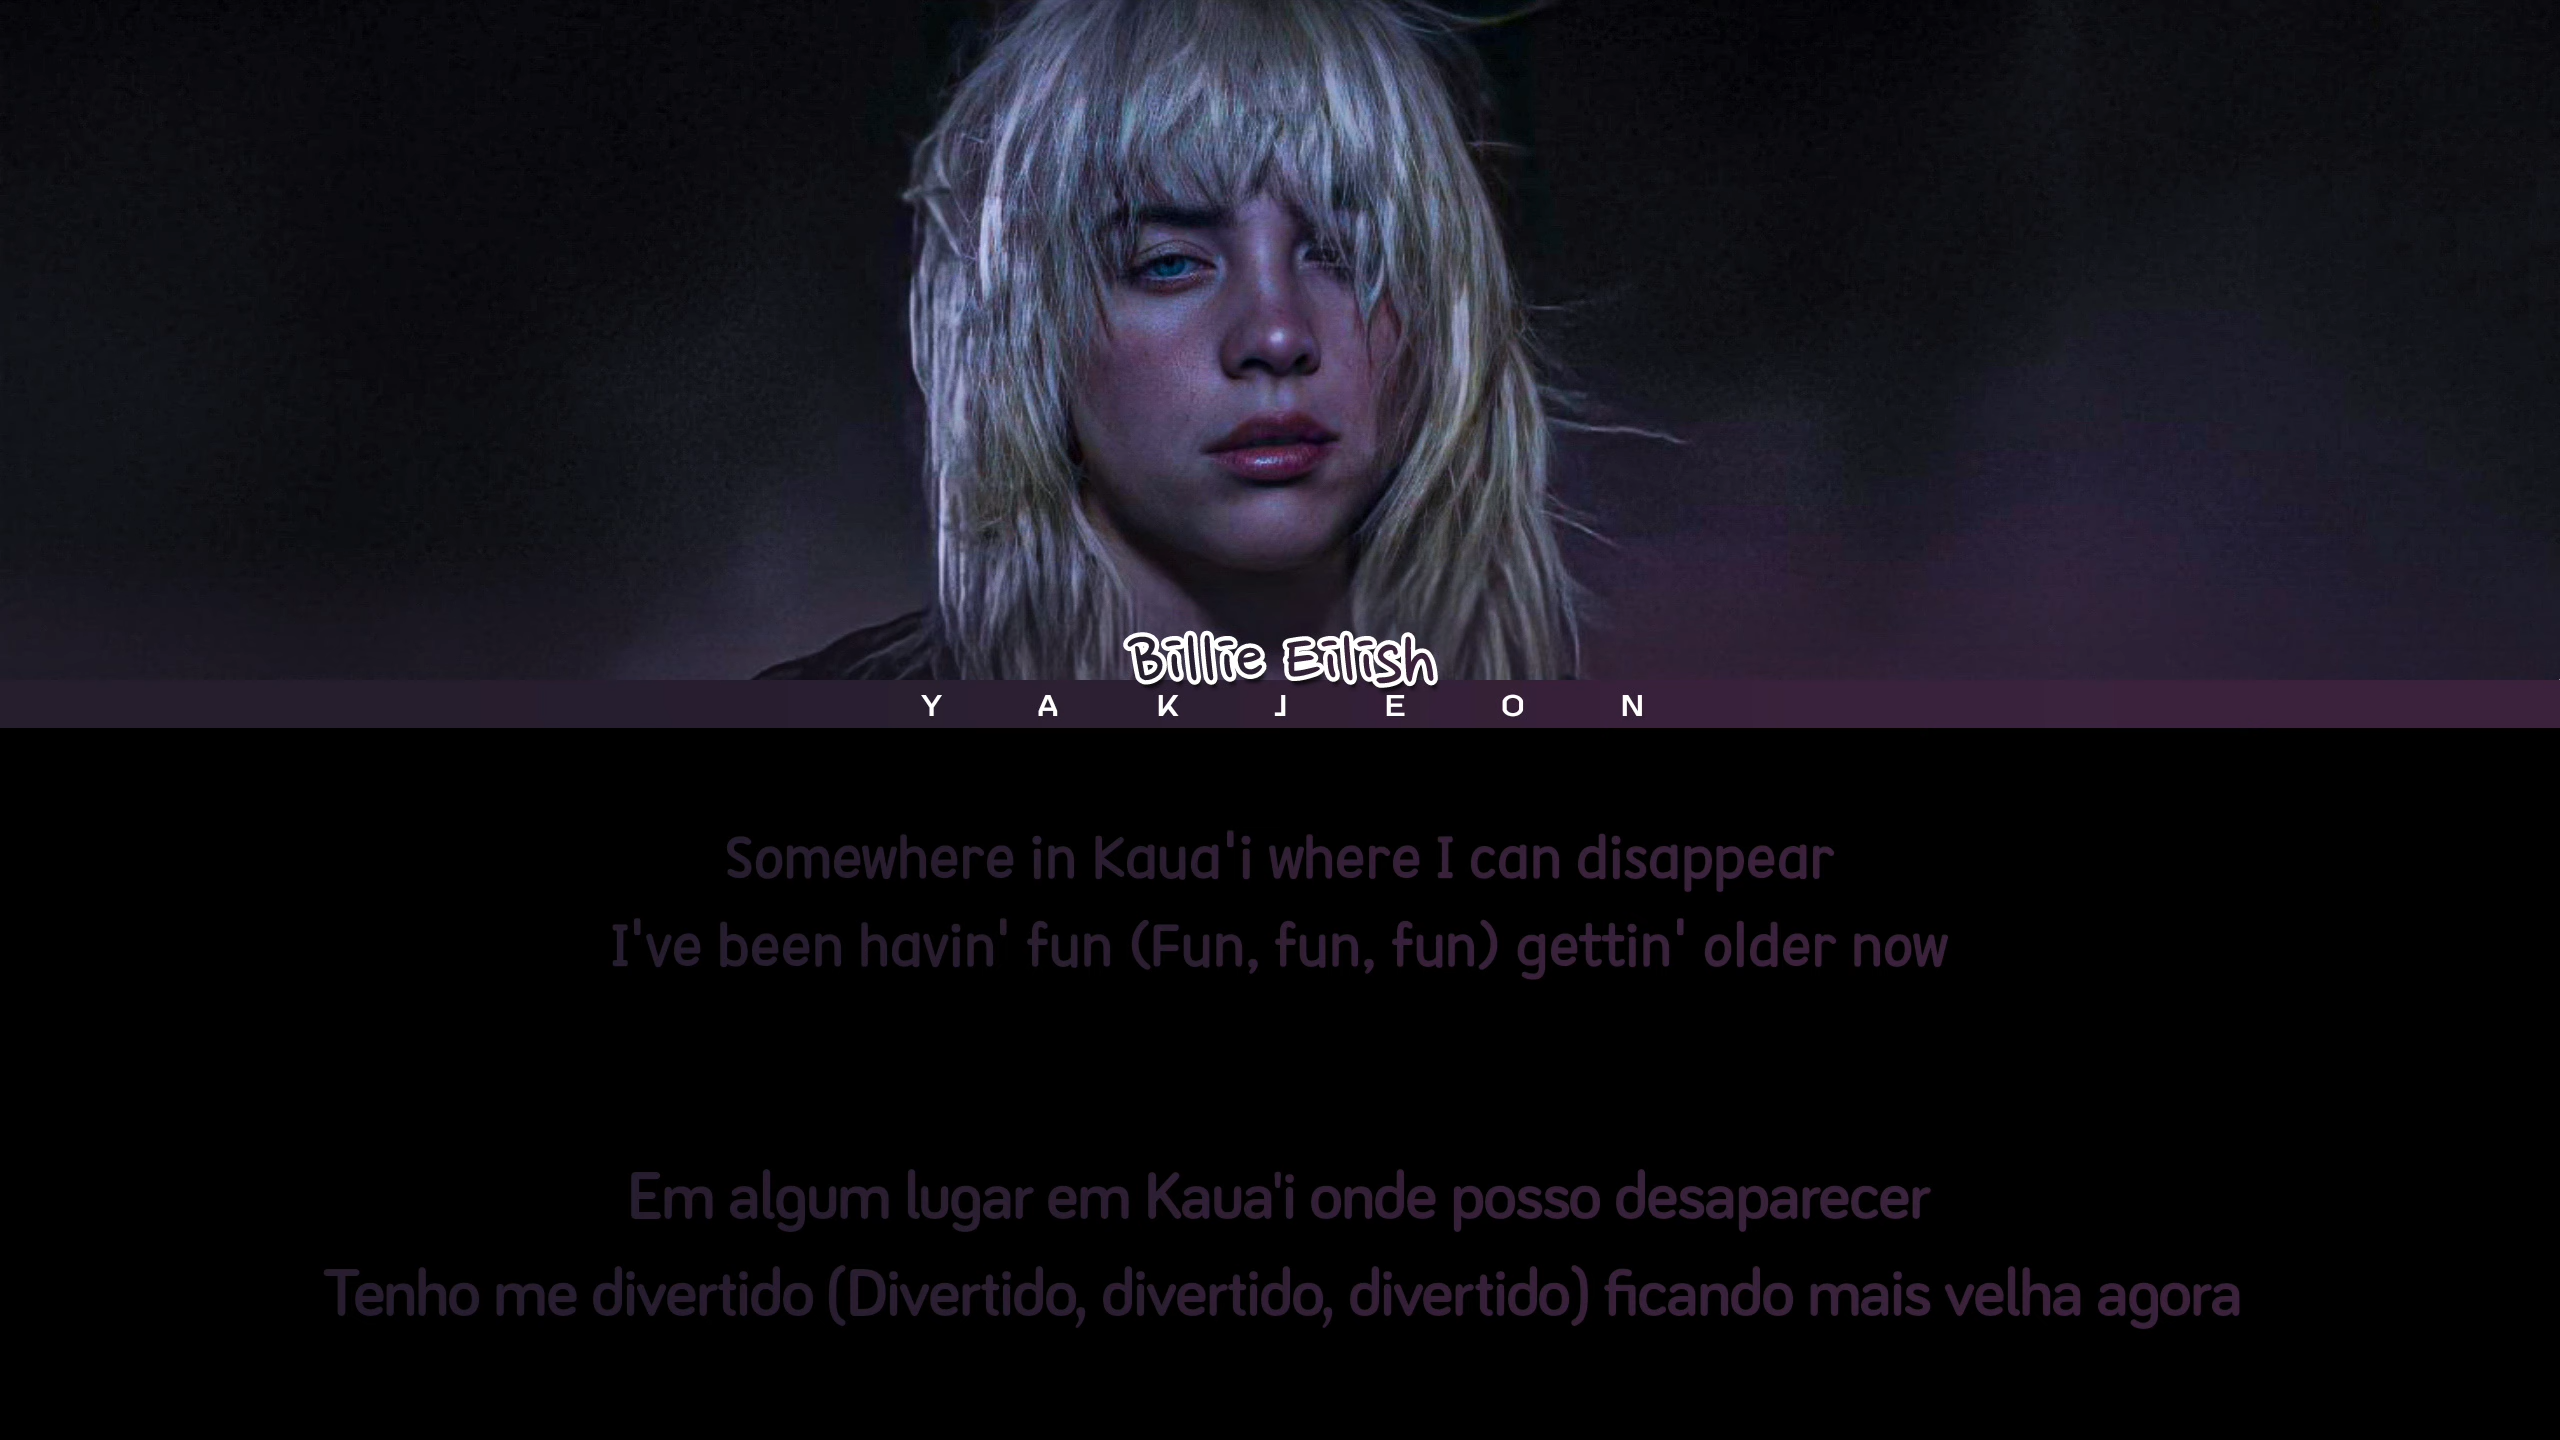 Billie Eilish
YAKJEON
Somewhere in Kaua'i where I can disappear
I've been havin' fun (Fun, fun, fun) gettin' older now
Em algum lugar em Kaua'i onde posso desaparecer
Tenho me divertido (Divertido, divertido, divertido) ficando mais velha agora